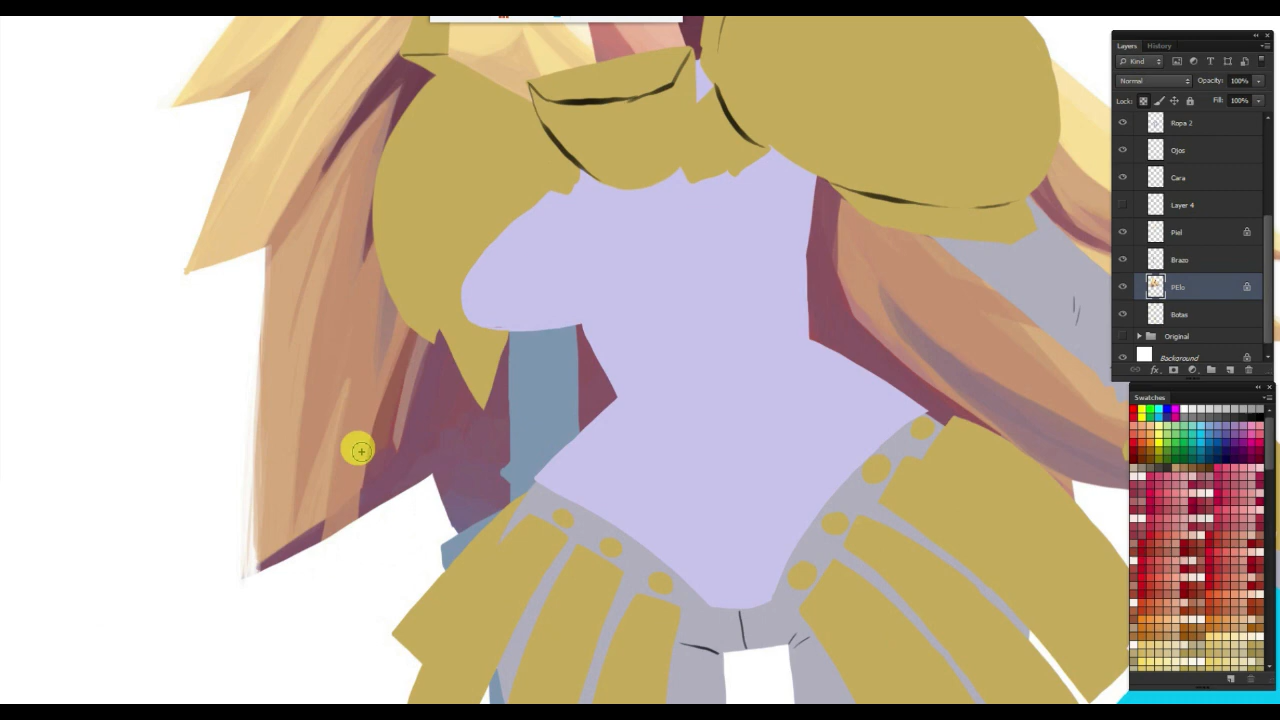 Layers History
Kind
Normal Opacity: 100%
Lock: Fill: 100%
Ropa 2
Ojos
Cara
Layer 4
Piel
Brazo
PElo
Botas
Original
Background
fx
Swatches